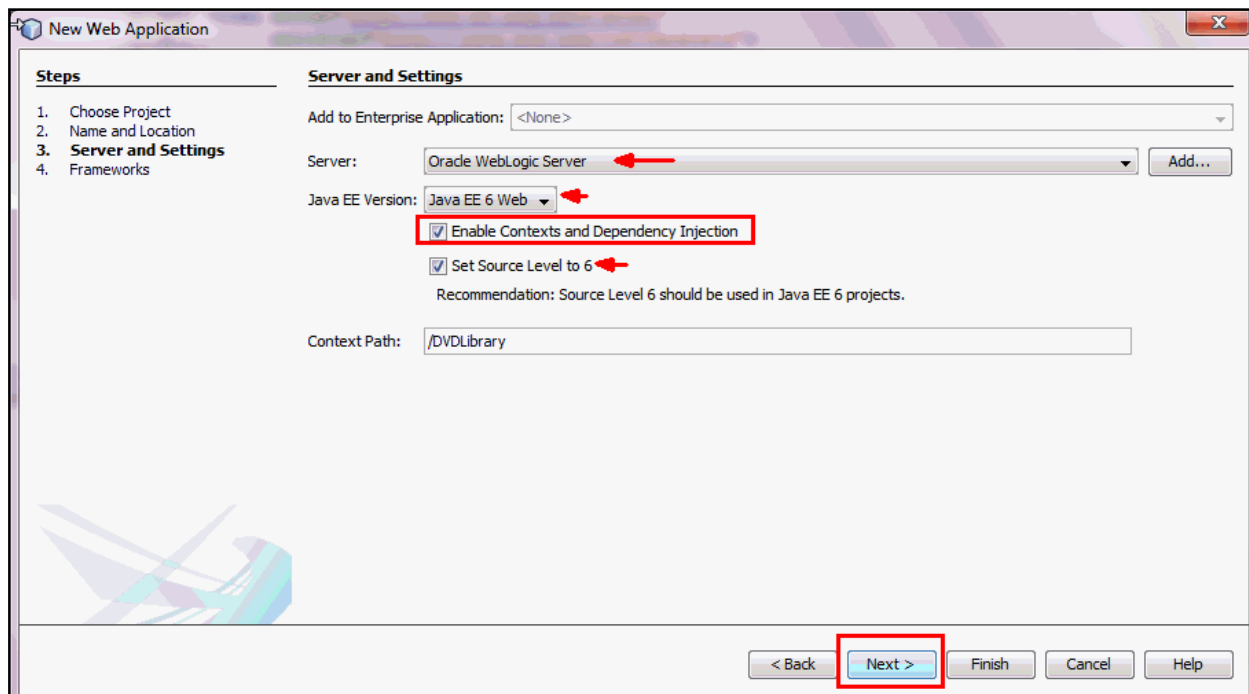 New Web Application
X
Steps
1. Choose Project
2. Name and Location
3. Server and Settings
4. Frameworks
Server and Settings
Add to Enterprise Application: <None>
Server: Oracle WebLogic Server Add...
Java EE Version: Java EE 6 Web
Enable Contexts and Dependency Injection
Set Source Level to 6
Recommendation: Source Level 6 should be used in Java EE 6 projects.
Context Path: /DVDLibrary
< Back Next > Finish Cancel Help